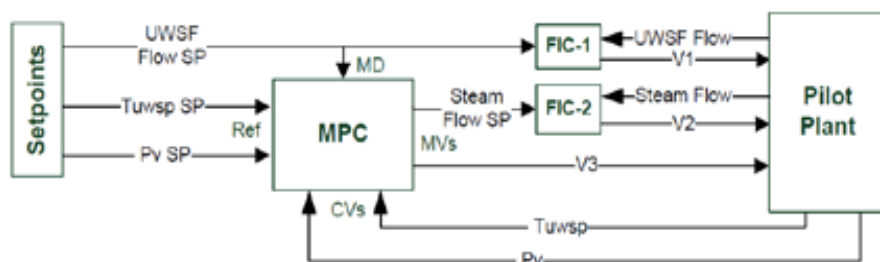 Setpoints
UWSF
Flow SP
MD
Tuwsp SP
Ref
Pv SP
MPC
MVs
CVs
Steam
Flow SP
FIC-1
FIC-2
UWSF Flow
V1
Steam Flow
V2
V3
Pilot
Plant
Tuwsp
Pv